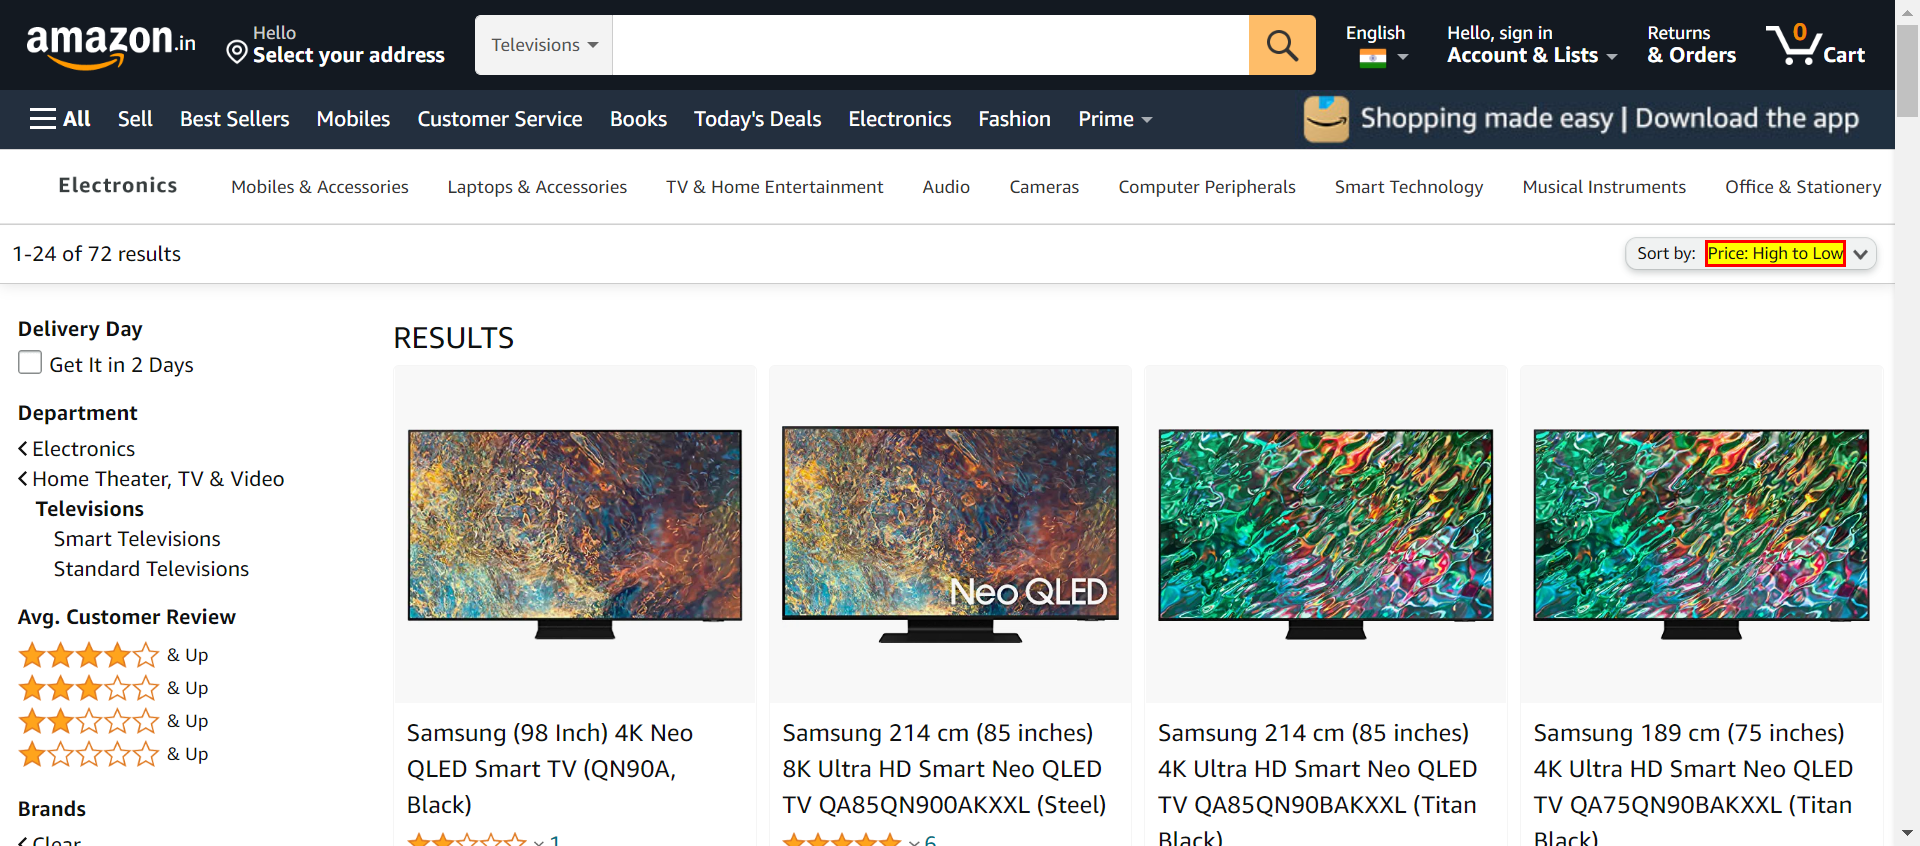 amazon.in
Hello
Select your address
Televisions
English
Hello, sign in
Account & Lists
Returns
& Orders
0
Cart
All
Sell
Best Sellers
Mobiles
Customer Service
Books
Today's Deals
Electronics
Fashion
Prime
Shopping made easy | Download the app
Electronics
Mobiles & Accessories
Laptops & Accessories
TV & Home Entertainment
Audio
Cameras
Computer Peripherals
Smart Technology
Musical Instruments
Office & Stationery
1-24 of 72 results
Sort by: Price: High to Low
Delivery Day
Get It in 2 Days
Department
Electronics
Home Theater, TV & Video
Televisions
Smart Televisions
Standard Televisions
Avg. Customer Review
& Up
& Up
& Up
& Up
Brands
Clear
RESULTS
Samsung (98 Inch) 4K Neo
QLED Smart TV (QN90A,
Black)
1
Neo QLED
Samsung 214 cm (85 inches)
8K Ultra HD Smart Neo QLED
TV QA85QN900AKXXL (Steel)
6
Samsung 214 cm (85 inches)
4K Ultra HD Smart Neo QLED
TV QA85QN90BAKXXL (Titan
Black)
Samsung 189 cm (75 inches)
4K Ultra HD Smart Neo QLED
TV QA75QN90BAKXXL (Titan
Black)